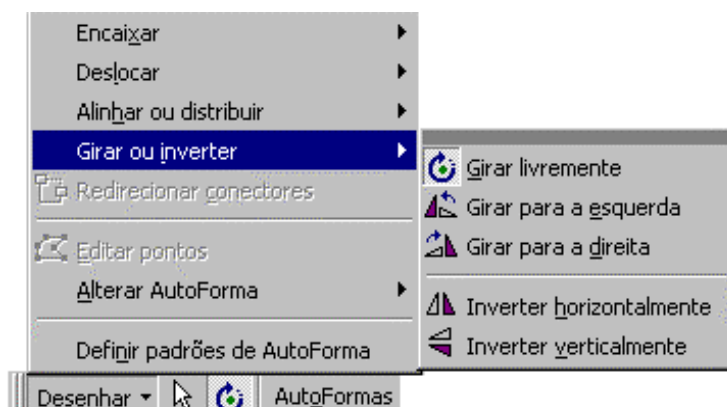 Encaixar
Deslocar
Alinhar ou distribuir
Girar ou inverter
Redirecionar conectores
Editar pontos
Alterar AutoForma
Definir padrões de AutoForma
Girar livremente
Girar para a esquerda
Girar para a direita
Inverter horizontalmente
Inverter verticalmente
Desenhar
AutoFormas